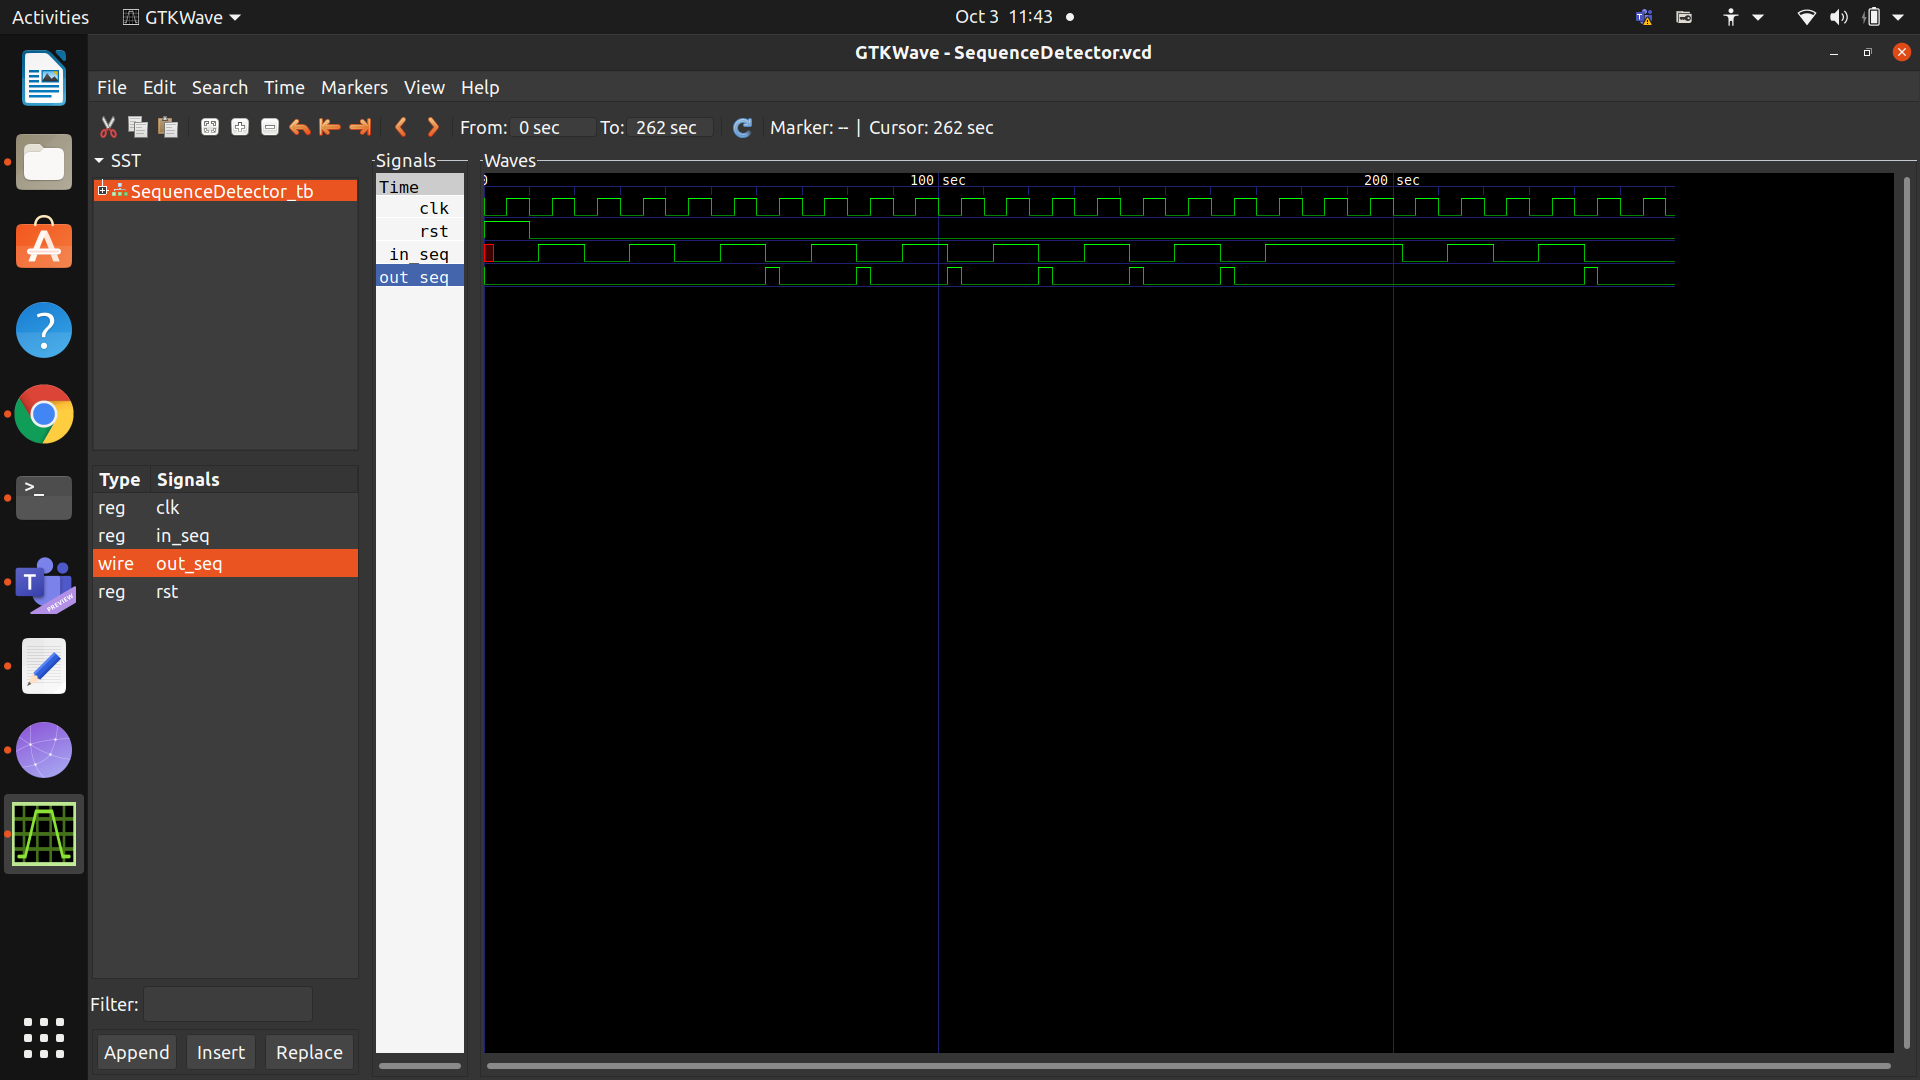 Activities GTKWave Oct 3 11:43
GTKWave - SequenceDetector.vcd
File Edit Search Time Markers View Help
From: 0 sec To: 262 sec Marker: -- | Cursor: 262 sec
SST
SequenceDetector_tb
Type Signals
reg clk
reg in_seq
wire out_seq
reg rst
Filter:
Append Insert Replace
Signals
Time
clk
rst
in_seq
out_seq
Waves
0 100 sec 200 sec
A
?
>_
T
PREVIEW